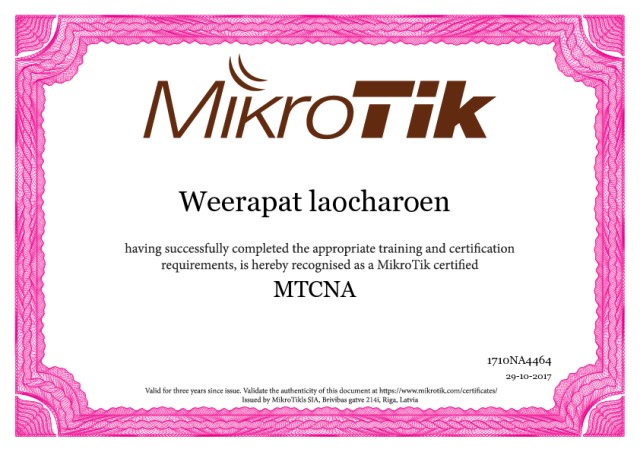 MikroTik
Weerapat laocharoen
having successfully completed the appropriate training and certification
requirements, is hereby recognised as a MikroTik certified
MTCNA
1710NA4464
29-10-2017
Valid for three years since issue. Validate the authenticity of this document at https://www.mikrotik.com/certificates/
Issued by MikroTikls SIA, Brivibas gatve 214i, Riga, Latvia